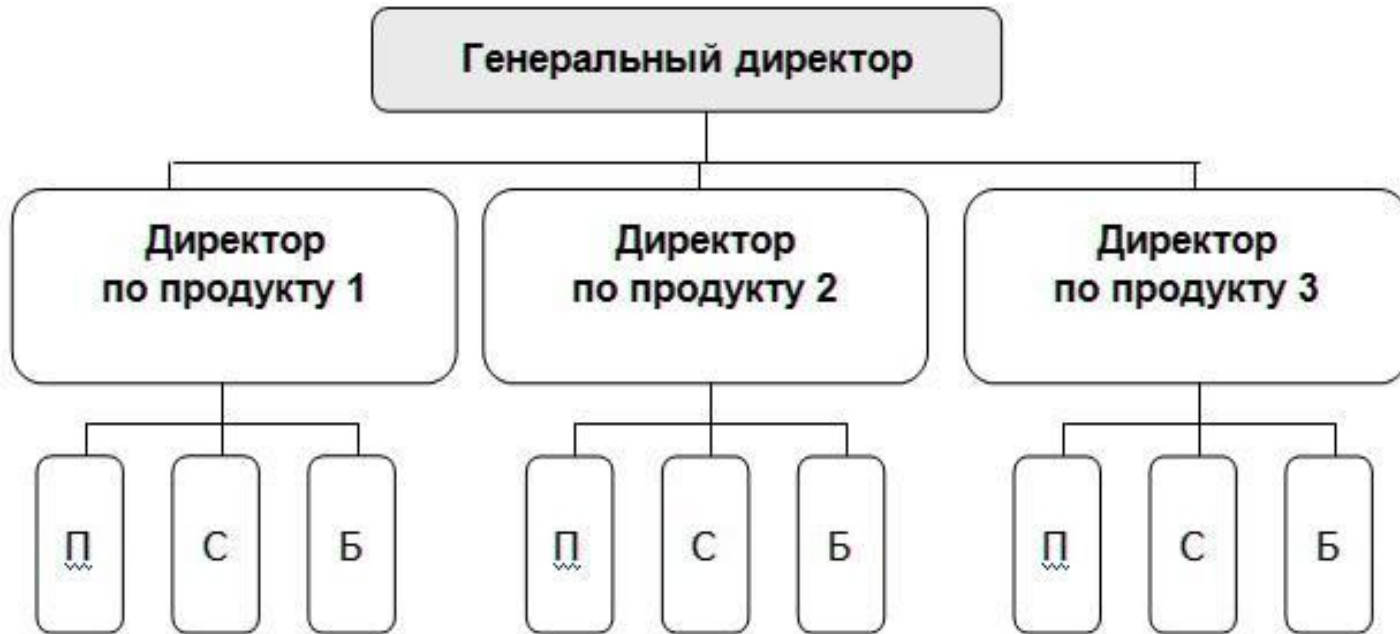 Генеральный директор
Директор
по продукту 1
Директор
по продукту 2
Директор
по продукту 3
П
С
Б
П
С
Б
П
С
Б